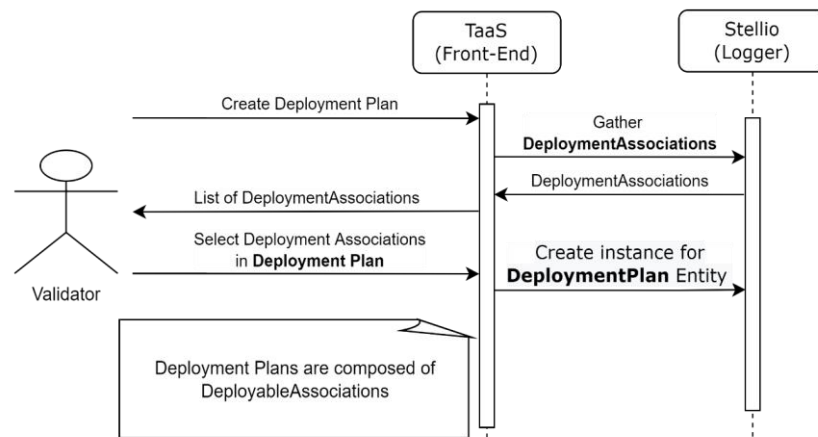 TaaS
(Front-End)
Stellio
(Logger)
Create Deployment Plan
Gather
DeploymentAssociations
DeploymentAssociations
List of DeploymentAssociations
Select Deployment Associations
in Deployment Plan
Create instance for
DeploymentPlan Entity
Validator
Deployment Plans are composed of
DeployableAssociations